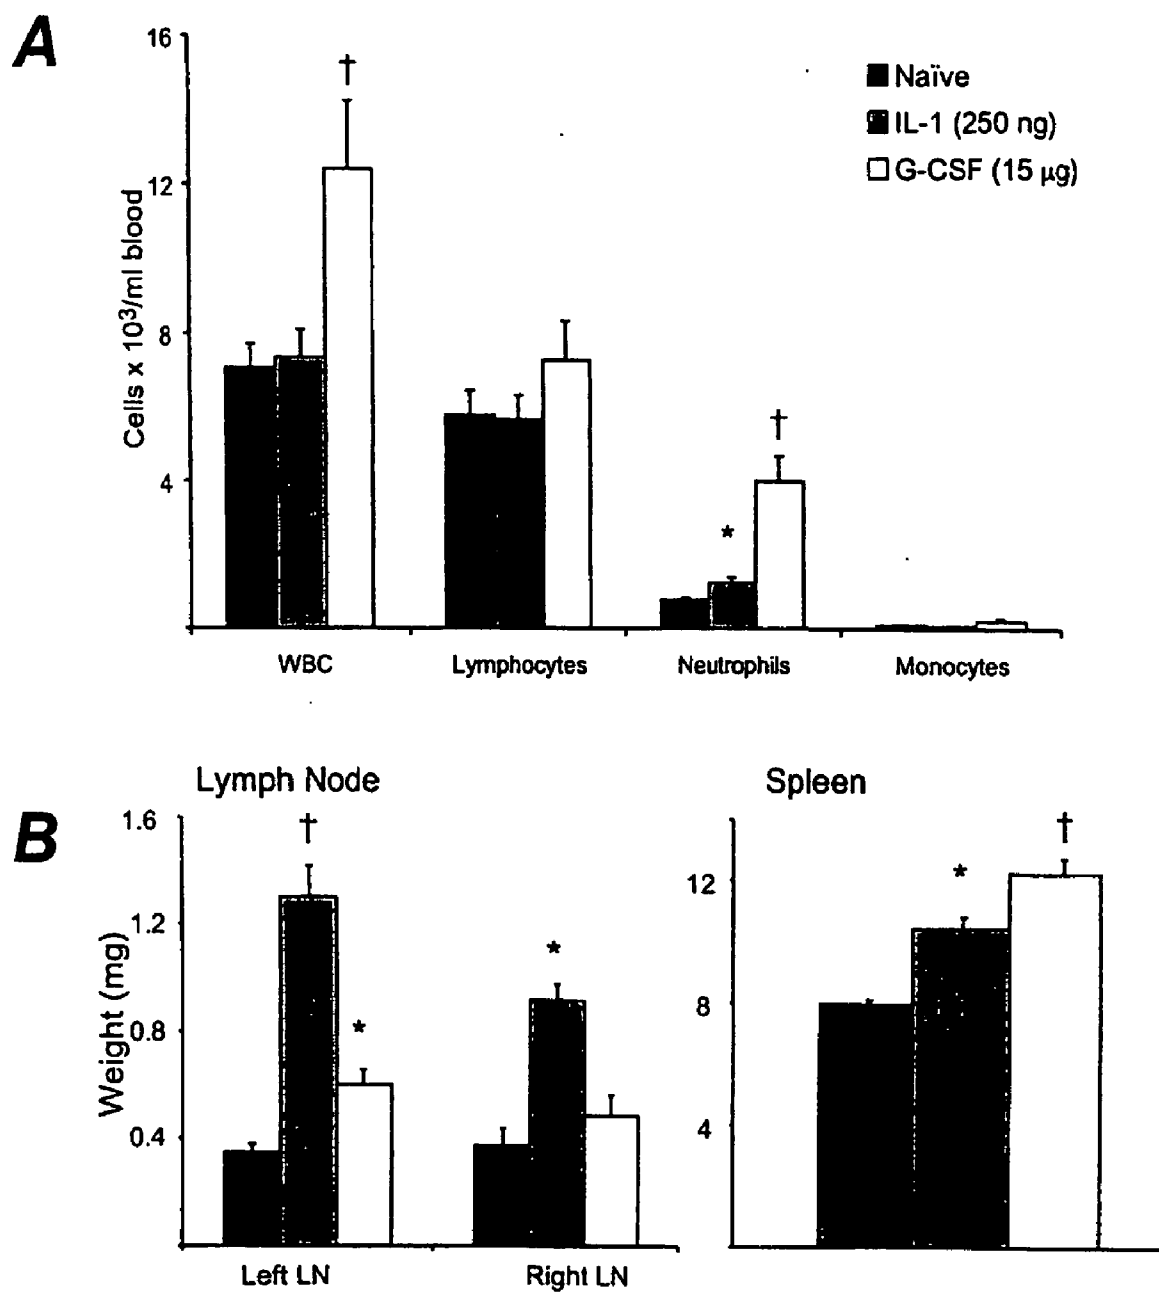 A
16
12
8
4
Cells x 10³/ml blood
†
*
†
Naïve
IL-1 (250 ng)
G-CSF (15 µg)
WBC
Lymphocytes
Neutrophils
Monocytes
B
Lymph Node
1.6
1.2
0.8
0.4
Weight (mg)
†
*
*
Left LN
Right LN
Spleen
12
8
4
*
†